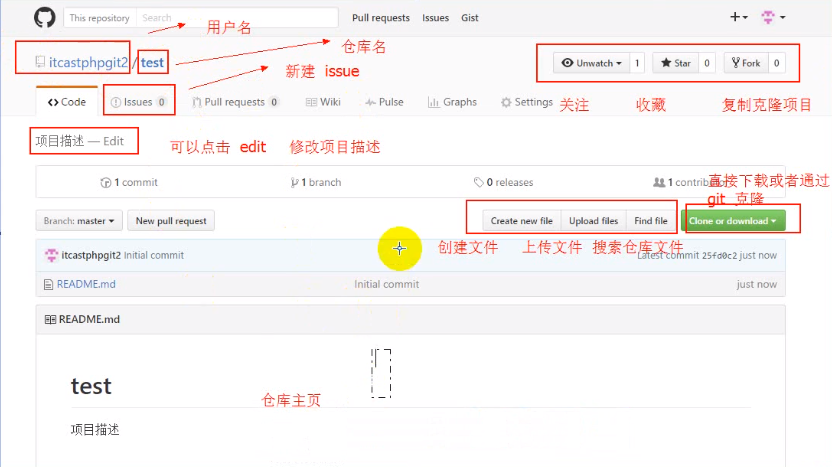 This repository Search Pull requests Issues Gist
用户名
仓库名
itcastphpgit2 / test
Unwatch 1 Star 0 Fork 0
新建 issue
Code Issues 0 Pull requests 0 Wiki Pulse Graphs Settings
关注 收藏 复制克隆项目
项目描述 — Edit
可以点击 edit 修改项目描述
1 commit 1 branch 0 releases 1 contributor
直接下载或者通过
git 克隆
Branch: master New pull request Create new file Upload files Find file Clone or download
创建文件 上传文件 搜索仓库文件
itcastphpgit2 Initial commit Latest commit 25fd0c2 just now
README.md Initial commit just now
README.md
test
仓库主页
项目描述